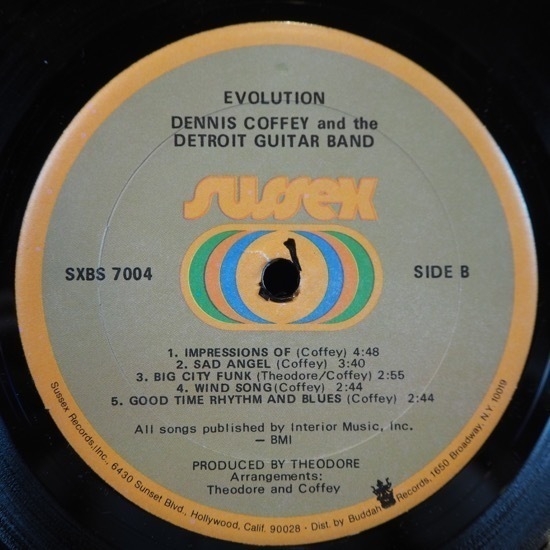 EVOLUTION
DENNIS COFFEY and the
DETROIT GUITAR BAND
sussex
SXBS 7004
SIDE B
1. IMPRESSIONS OF (Coffey) 4:48
2. SAD ANGEL (Coffey) 3:40
3. BIG CITY FUNK (Theodore/Coffey) 2:55
4. WIND SONG (Coffey) 2:44
5. GOOD TIME RHYTHM AND BLUES (Coffey) 2:44
All songs published by Interior Music, Inc.
— BMI
PRODUCED BY THEODORE
Arrangements:
Theodore and Coffey
Sussex Records, Inc., 6430 Sunset Blvd., Hollywood, Calif. 90028 · Dist. by Buddah Records, 1650 Broadway, N.Y. 10019